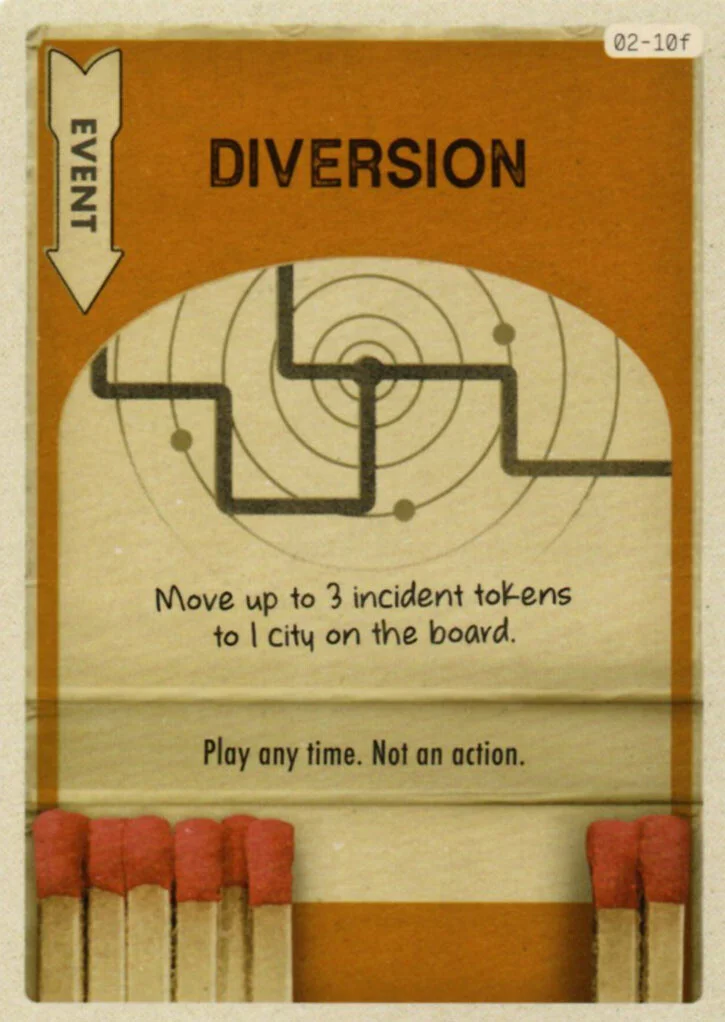 02-10f
EVENT
DIVERSION
Move up to 3 incident tokens
to 1 city on the board.
Play any time. Not an action.